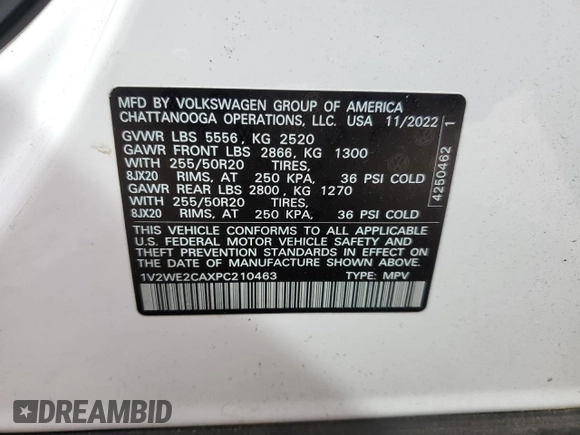 MFD BY VOLKSWAGEN GROUP OF AMERICA
CHATTANOOGA OPERATIONS, LLC. USA 11/2022
GVWR LBS 5556, KG 2520
GAWR FRONT LBS 2866, KG 1300
WITH 255/50R20 TIRES,
8JX20 RIMS, AT 250 KPA, 36 PSI COLD
GAWR REAR LBS 2800, KG 1270
WITH 255/50R20 TIRES,
8JX20 RIMS, AT 250 KPA, 36 PSI COLD
THIS VEHICLE CONFORMS TO ALL APPLICABLE
U.S. FEDERAL MOTOR VEHICLE SAFETY AND
THEFT PREVENTION STANDARDS IN EFFECT ON
THE DATE OF MANUFACTURE SHOWN ABOVE.
1V2WE2CAXPC210463 TYPE: MPV
4250462 1
DREAMBID